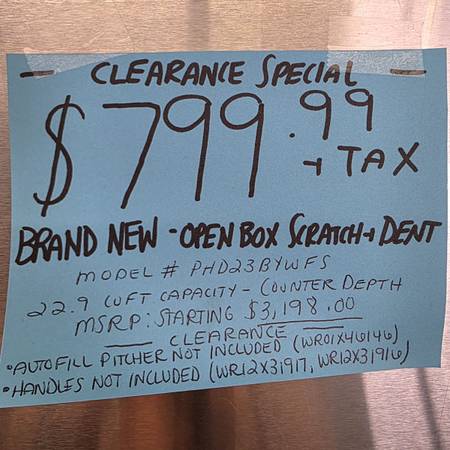 CLEARANCE SPECIAL
$799.99
+ TAX
BRAND NEW - OPEN BOX SCRATCH + DENT
MODEL # PHD23BYWFS
22.9 CUFT CAPACITY - COUNTER DEPTH
MSRP: STARTING $3,198.00
CLEARANCE
•AUTOFILL PITCHER NOT INCLUDED (WR01X46146)
•HANDLES NOT INCLUDED (WR12X31917, WR12X31916)